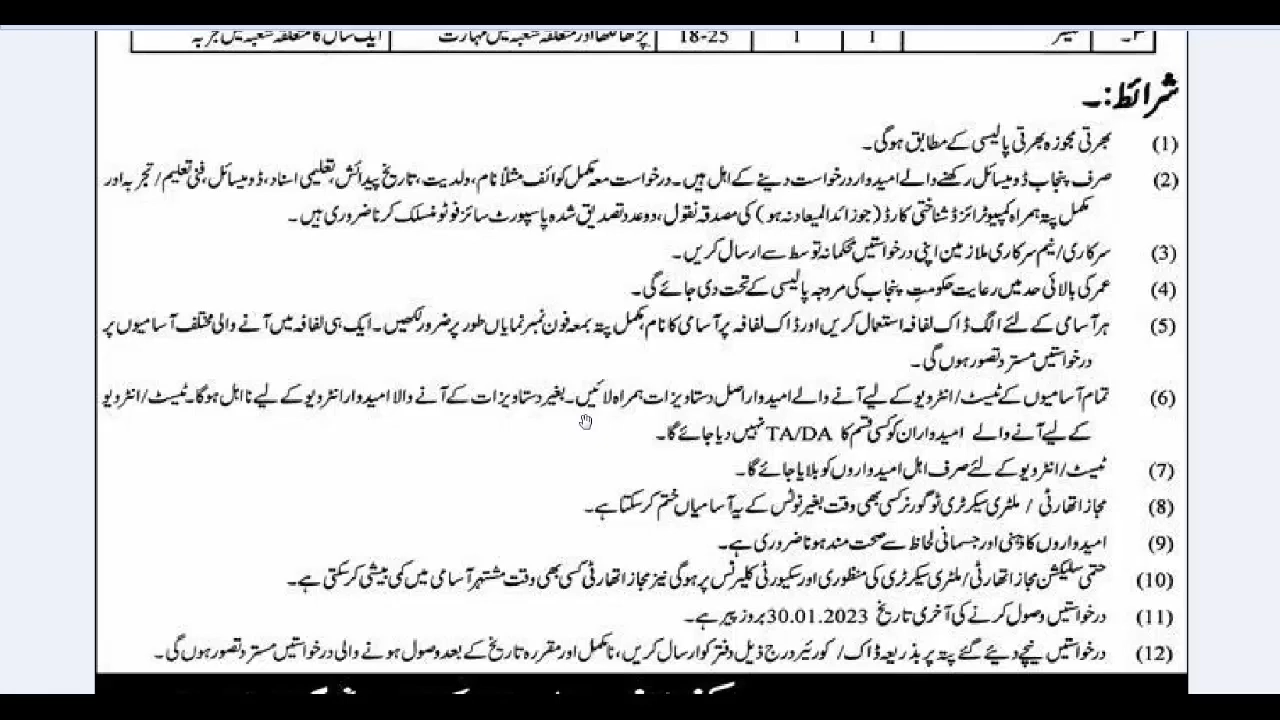 18-25 1 1
شرائط:۔
(1) بھرتی مجوزہ بھرتی پالیسی کے مطابق ہوگی۔
(2) صرف پنجاب ڈومیسائل رکھنے والے امیدوار درخواست دینے کے اہل ہیں۔ درخواست معہ مکمل کوائف مثلاً نام، ولدیت، تاریخ پیدائش، تعلیمی اسناد، ڈومیسائل، فنی تعلیم/تجربہ اور
مکمل پتہ ہمراہ کمپیوٹرائزڈ شناختی کارڈ (جو زائد المیعاد نہ ہو) کی مصدقہ نقول، دو عدد تصدیق شدہ پاسپورٹ سائز فوٹو منسلک کرنا ضروری ہیں۔
(3) سرکاری/نیم سرکاری ملازمین اپنی درخواستیں محکمانہ توسط سے ارسال کریں۔
(4) عمر کی بالائی حد میں رعایت حکومتِ پنجاب کی مروجہ پالیسی کے تحت دی جائے گی۔
(5) ہر آسامی کے لئے الگ ڈاک لفافہ استعمال کریں اور ڈاک لفافہ پر آسامی کا نام، مکمل پتہ بمعہ فون نمبر نمایاں طور پر ضرور لکھیں۔ ایک ہی لفافہ میں آنے والی مختلف آسامیوں پر
درخواستیں مسترد تصور ہوں گی۔
(6) تمام آسامیوں کے ٹیسٹ/انٹرویو کے لیے آنے والے امیدوار اصل دستاویزات ہمراہ لائیں۔ بغیر دستاویزات کے آنے والا امیدوار انٹرویو کے لیے نااہل ہوگا۔ ٹیسٹ/انٹرویو
کے لیے آنے والے امیدواران کو کسی قسم کا TA/DA نہیں دیا جائے گا۔
(7) ٹیسٹ/انٹرویو کے لئے صرف اہل امیدواروں کو بلایا جائے گا۔
(8) مجاز اتھارٹی / ملٹری سیکرٹری ٹو گورنر کسی بھی وقت بغیر نوٹس کے یہ آسامیاں ختم کر سکتا ہے۔
(9) امیدواروں کا ذہنی اور جسمانی لحاظ سے صحت مند ہونا ضروری ہے۔
(10) حتمی سلیکشن مجاز اتھارٹی/ملٹری سیکرٹری کی منظوری اور سکیورٹی کلیرنس پر ہوگی نیز مجاز اتھارٹی کسی بھی وقت مشتہر آسامی میں کمی بیشی کر سکتی ہے۔
(11) درخواستیں وصول کرنے کی آخری تاریخ 30.01.2023 بروز پیر ہے۔
(12) درخواستیں نیچے دیئے گئے پتہ پر بذریعہ ڈاک/کورئیر درج ذیل دفتر کو ارسال کریں، نامکمل اور مقررہ تاریخ کے بعد وصول ہونے والی درخواستیں مسترد تصور ہوں گی۔